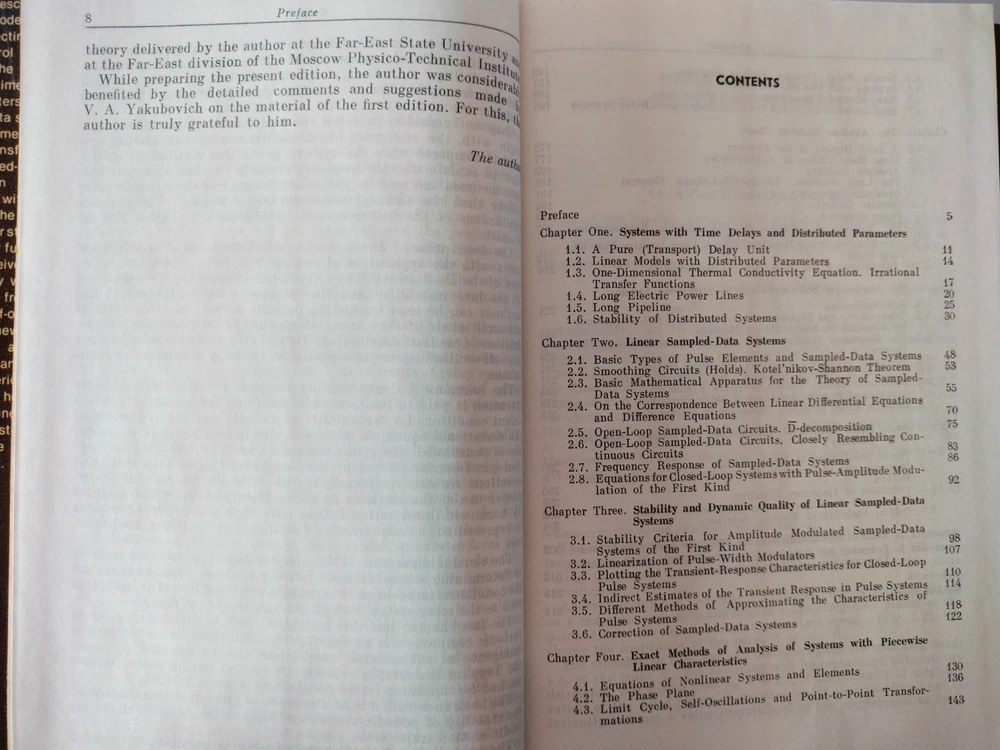 8
Preface
theory delivered by the author at the Far-East State University
at the Far-East division of the Moscow Physico-Technical
While preparing the present edition, the author was
benefited by the detailed comments and suggestions made
V. A. Yakubovich on the material of the first edition. For this,
author is truly grateful to him.
The
CONTENTS
Preface 5
Chapter One. Systems with Time Delays and Distributed Parameters
1.1. A Pure (Transport) Delay Unit 11
1.2. Linear Models with Distributed Parameters 14
1.3. One-Dimensional Thermal Conductivity Equation. Irrational
Transfer Functions 17
1.4. Long Electric Power Lines 20
1.5. Long Pipeline 25
1.6. Stability of Distributed Systems 30
Chapter Two. Linear Sampled-Data Systems
2.1. Basic Types of Pulse Elements and Sampled-Data Systems 48
2.2. Smoothing Circuits (Holds). Kotel'nikov-Shannon Theorem 53
2.3. Basic Mathematical Apparatus for the Theory of Sampled-
Data Systems 55
2.4. On the Correspondence Between Linear Differential Equations
and Difference Equations 70
2.5. Open-Loop Sampled-Data Circuits. D̄-decomposition 75
2.6. Open-Loop Sampled-Data Circuits, Closely Resembling Con-
tinuous Circuits 83
2.7. Frequency Response of Sampled-Data Systems 86
2.8. Equations for Closed-Loop Systems with Pulse-Amplitude Modu-
lation of the First Kind 92
Chapter Three. Stability and Dynamic Quality of Linear Sampled-Data
Systems
3.1. Stability Criteria for Amplitude Modulated Sampled-Data
Systems of the First Kind 98
3.2. Linearization of Pulse-Width Modulators 107
3.3. Plotting the Transient-Response Characteristics for Closed-Loop
Pulse Systems 110
3.4. Indirect Estimates of the Transient Response in Pulse Systems 114
3.5. Different Methods of Approximating the Characteristics of
Pulse Systems 118
3.6. Correction of Sampled-Data Systems 122
Chapter Four. Exact Methods of Analysis of Systems with Piecewise
Linear Characteristics
4.1. Equations of Nonlinear Systems and Elements 130
4.2. The Phase Plane 136
4.3. Limit Cycle, Self-Oscillations and Point-to-Point Transfor-
mations 143